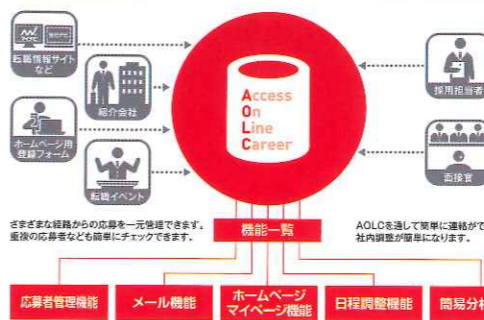 転職情報サイト
など
紹介会社
ホームページ用
登録フォーム
転職イベント
Access
On
Line
Career
採用担当者
面接官
さまざまな経路からの応募を一元管理できます。
重複の応募者なども簡単にチェックできます。
機能一覧
AOLCを通して簡単に連絡がで
社内調整が簡単になります。
応募者管理機能
メール機能
ホームページ
マイページ機能
日程調整機能
簡易分析